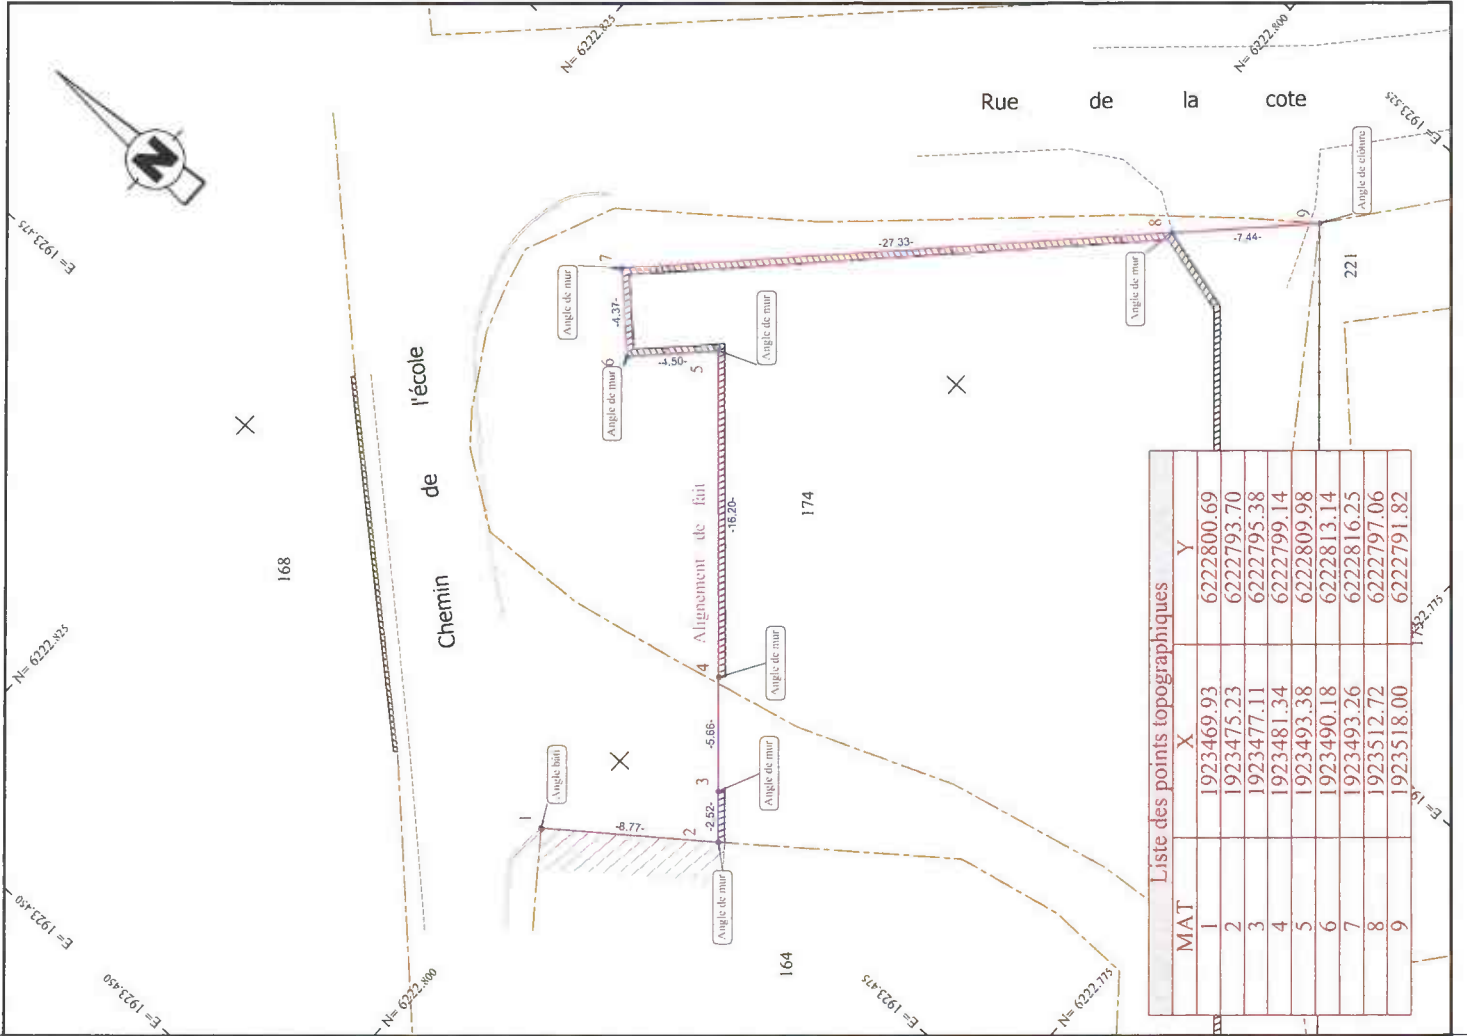 N= 6222.825
N= 6222.800
E= 1923.525
Rue de la cote
N
E= 1923.475
Angle de clôture
9
8
-7.44-
-27.33-
221
Angle de mur
7
Angle de mur
-4.37-
6
-4.50-
5
Angle de mur
Angle de mur
Chemin de l'école
168
Alignement de fait
-16.20-
174
4
Angle de mur
N= 6222.825
-5.66-
3
Angle de mur
Angle bâti
1
-8.77-
2
-2.52-
Angle de mur
164
E= 1923.450
E= 1923.450
N= 6222.800
E= 1923.475
N= 6222.775
Liste des points topographiques
MAT X Y
1 1923469.93 6222800.69
2 1923475.23 6222793.70
3 1923477.11 6222795.38
4 1923481.34 6222799.14
5 1923493.38 6222809.98
6 1923490.18 6222813.14
7 1923493.26 6222816.25
8 1923512.72 6222797.06
9 1923518.00 6222791.82